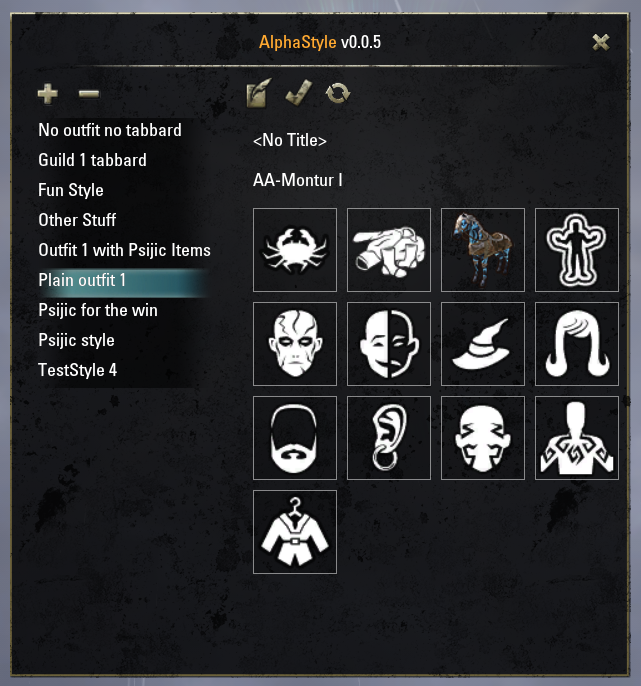 AlphaStyle v0.0.5
No outfit no tabbard
Guild 1 tabbard
Fun Style
Other Stuff
Outfit 1 with Psijic Items
Plain outfit 1
Psijic for the win
Psijic style
TestStyle 4
<No Title>
AA-Montur I